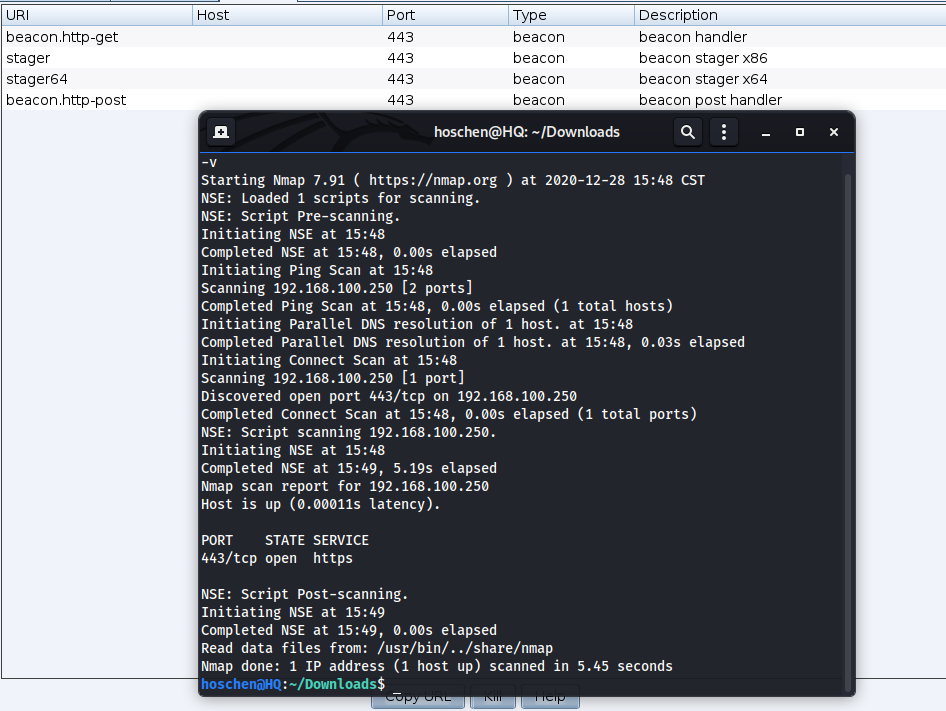 URI Host Port Type Description
beacon.http-get 443 beacon beacon handler
stager 443 beacon beacon stager x86
stager64 443 beacon beacon stager x64
beacon.http-post 443 beacon beacon post handler
hoschen@HQ: ~/Downloads
-v
Starting Nmap 7.91 ( https://nmap.org ) at 2020-12-28 15:48 CST
NSE: Loaded 1 scripts for scanning.
NSE: Script Pre-scanning.
Initiating NSE at 15:48
Completed NSE at 15:48, 0.00s elapsed
Initiating Ping Scan at 15:48
Scanning 192.168.100.250 [2 ports]
Completed Ping Scan at 15:48, 0.00s elapsed (1 total hosts)
Initiating Parallel DNS resolution of 1 host. at 15:48
Completed Parallel DNS resolution of 1 host. at 15:48, 0.03s elapsed
Initiating Connect Scan at 15:48
Scanning 192.168.100.250 [1 port]
Discovered open port 443/tcp on 192.168.100.250
Completed Connect Scan at 15:48, 0.00s elapsed (1 total ports)
NSE: Script scanning 192.168.100.250.
Initiating NSE at 15:48
Completed NSE at 15:49, 5.19s elapsed
Nmap scan report for 192.168.100.250
Host is up (0.00011s latency).
PORT    STATE SERVICE
443/tcp open  https
NSE: Script Post-scanning.
Initiating NSE at 15:49
Completed NSE at 15:49, 0.00s elapsed
Read data files from: /usr/bin/../share/nmap
Nmap done: 1 IP address (1 host up) scanned in 5.45 seconds
hoschen@HQ:~/Downloads$ _
Copy URL Kill Help